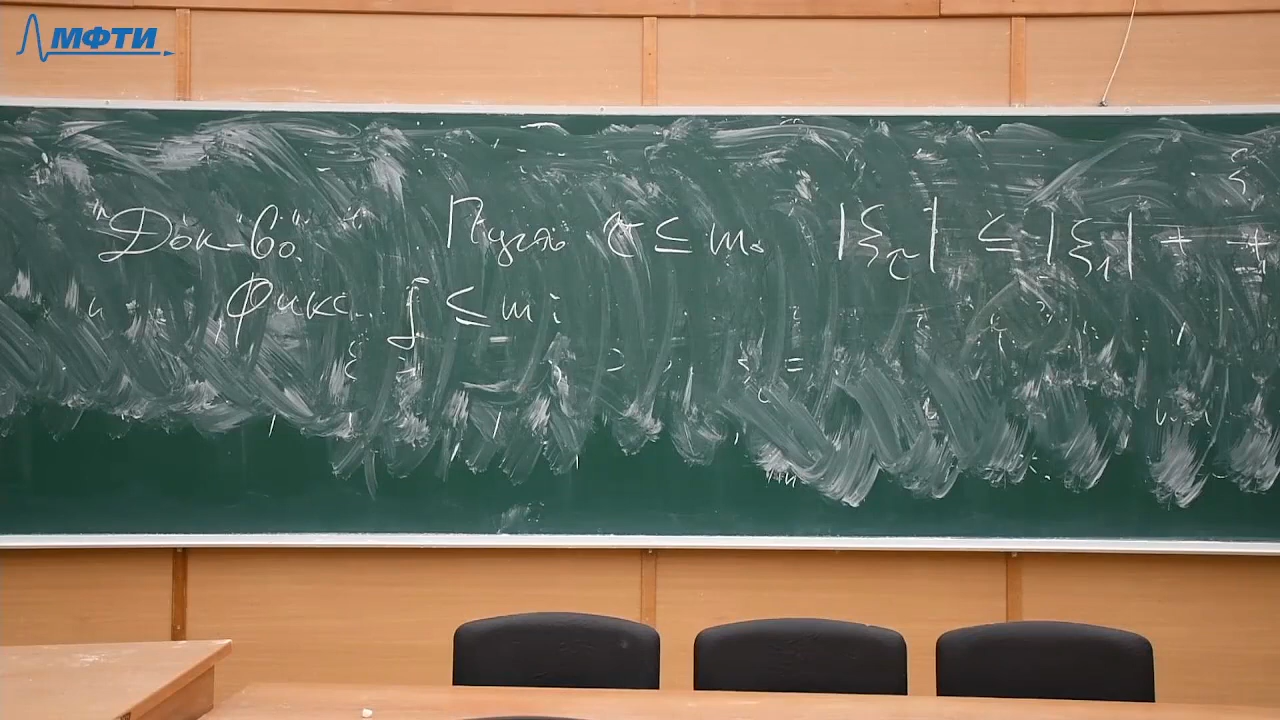 МФТИ
"Док-во". Пусть τ ≤ m. |ξ_τ| ≤ |ξ_1| + +
Фикс. j ≤ m: